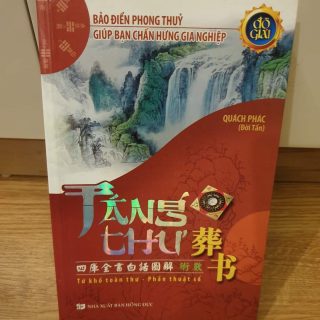 BẢO ĐIỂN PHONG THUỶ
GIÚP BẠN CHẤN HƯNG GIA NGHIỆP
ĐỒ GIẢI
QUÁCH PHÁC
(Đời Tấn)
TÁNG
THƯ
葬
书
四庫全書白話圖解 術數
Tứ khố toàn thư - Phần thuật số
NHÀ XUẤT BẢN HỒNG ĐỨC